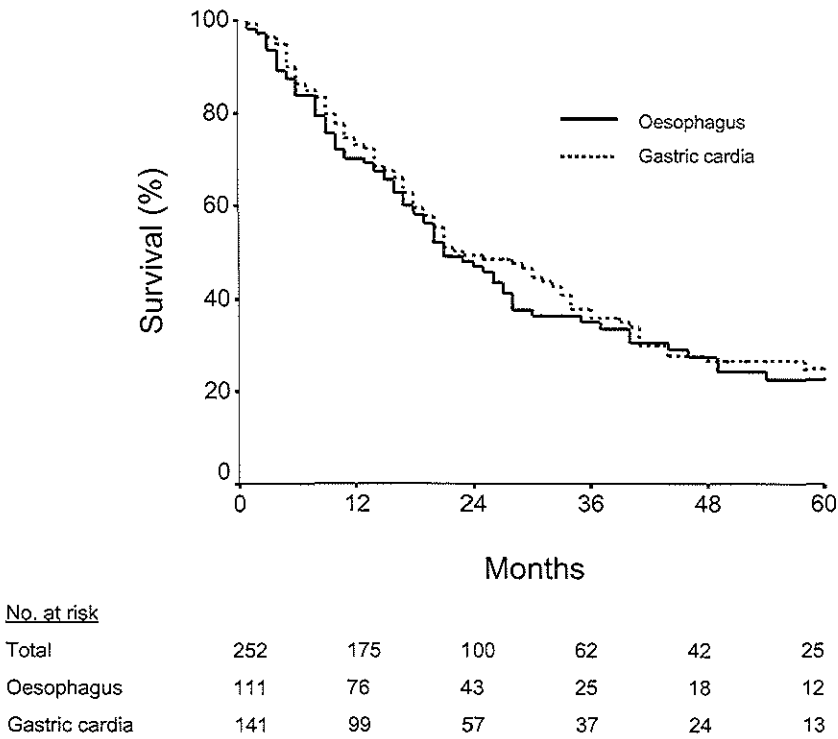 100
80
60
40
20
0
Survival (%)
Oesophagus
Gastric cardia
0 12 24 36 48 60
Months
No. at risk
Total 252 175 100 62 42 25
Oesophagus 111 76 43 25 18 12
Gastric cardia 141 99 57 37 24 13